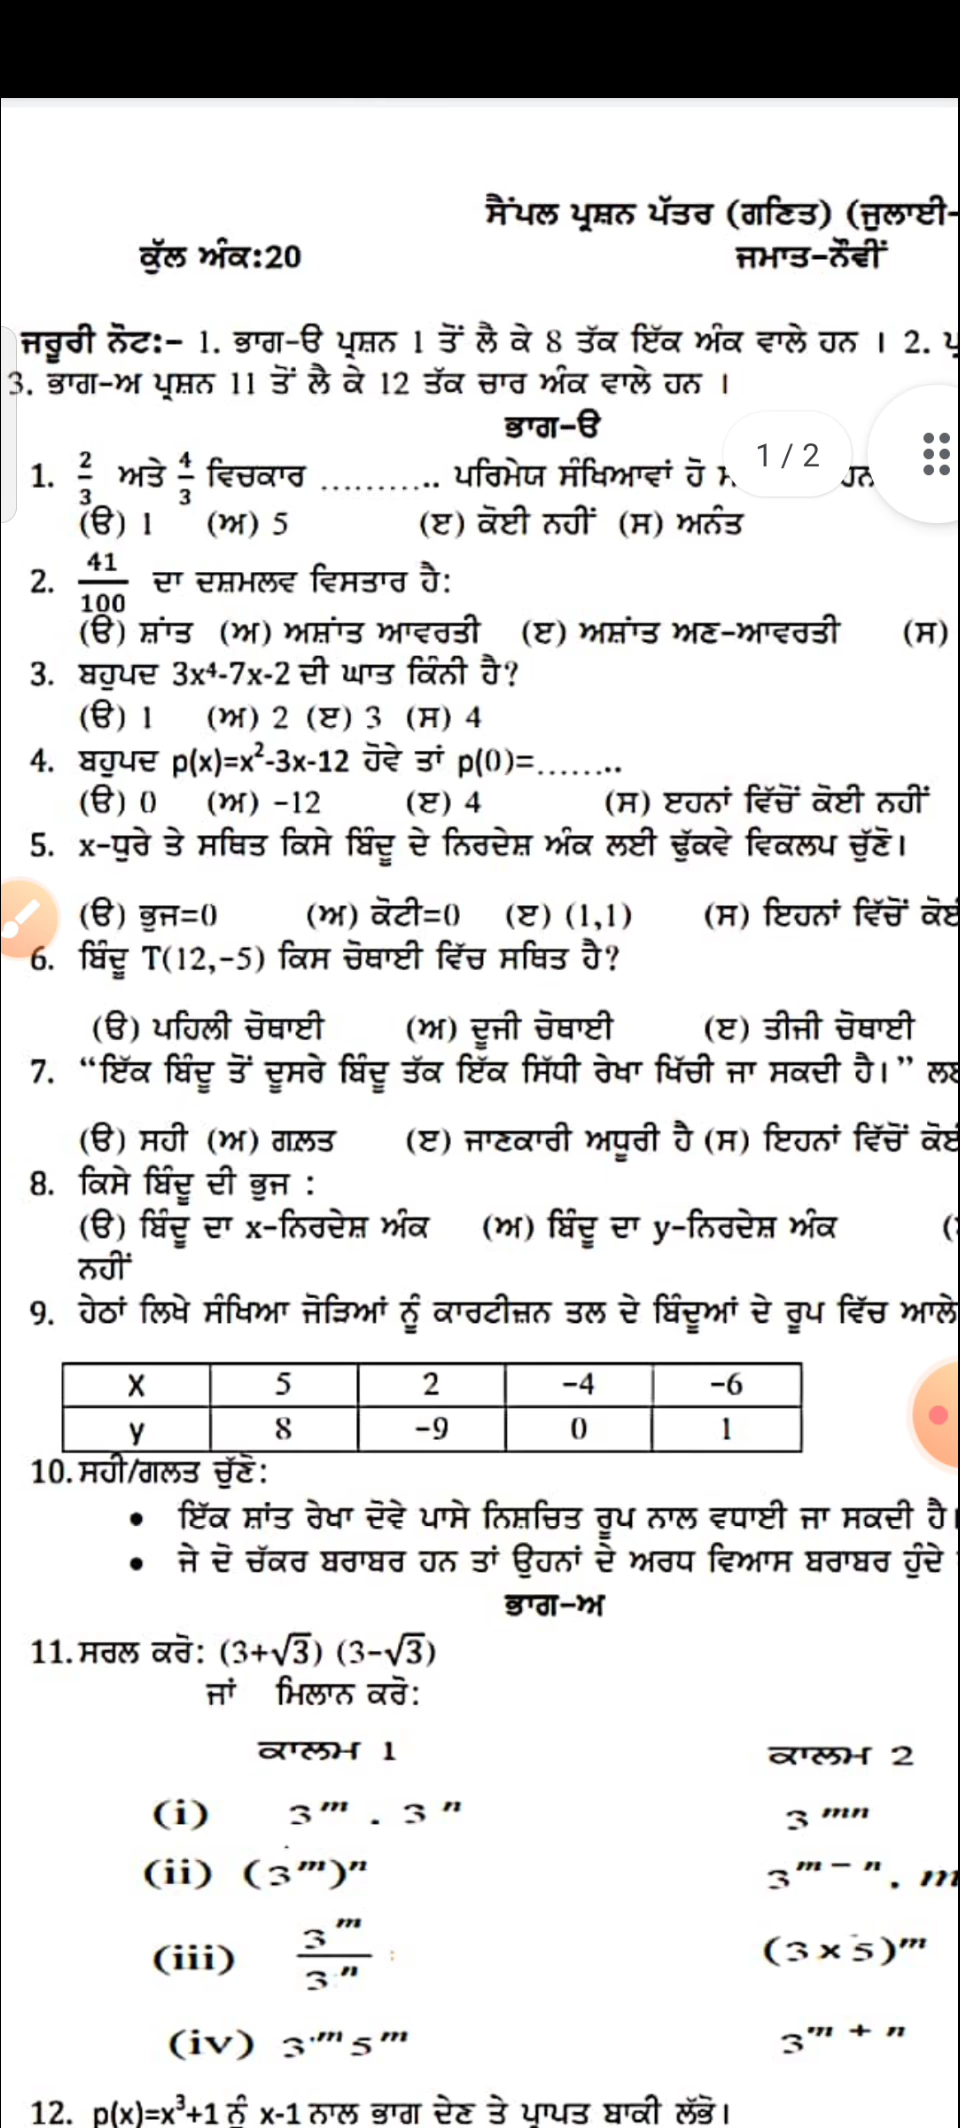 ਸੈਂਪਲ ਪ੍ਰਸ਼ਨ ਪੱਤਰ (ਗਣਿਤ) (ਜੁਲਾਈ-
ਕੁੱਲ ਅੰਕ:20 ਜਮਾਤ-ਨੌਵੀਂ
ਜਰੂਰੀ ਨੋਟ:- 1. ਭਾਗ-ੳ ਪ੍ਰਸ਼ਨ 1 ਤੋਂ ਲੈ ਕੇ 8 ਤੱਕ ਇੱਕ ਅੰਕ ਵਾਲੇ ਹਨ । 2.
3. ਭਾਗ-ਅ ਪ੍ਰਸ਼ਨ 11 ਤੋਂ ਲੈ ਕੇ 12 ਤੱਕ ਚਾਰ ਅੰਕ ਵਾਲੇ ਹਨ ।
ਭਾਗ-ੳ
1 / 2
1. 2/3 ਅਤੇ 4/3 ਵਿਚਕਾਰ ........... ਪਰਿਮੇਯ ਸੰਖਿਆਵਾਂ ਹੋ
(ੳ) 1 (ਅ) 5 (ੲ) ਕੋਈ ਨਹੀਂ (ਸ) ਅਨੰਤ
2. 41/100 ਦਾ ਦਸ਼ਮਲਵ ਵਿਸਤਾਰ ਹੈ:
(ੳ) ਸ਼ਾਂਤ (ਅ) ਅਸ਼ਾਂਤ ਆਵਰਤੀ (ੲ) ਅਸ਼ਾਂਤ ਅਣ-ਆਵਰਤੀ (ਸ)
3. ਬਹੁਪਦ 3x⁴-7x-2 ਦੀ ਘਾਤ ਕਿੰਨੀ ਹੈ?
(ੳ) 1 (ਅ) 2 (ੲ) 3 (ਸ) 4
4. ਬਹੁਪਦ p(x)=x²-3x-12 ਹੋਵੇ ਤਾਂ p(0)=........
(ੳ) 0 (ਅ) -12 (ੲ) 4 (ਸ) ੲਹਨਾਂ ਵਿੱਚੋਂ ਕੋਈ ਨਹੀਂ
5. x-ਧੁਰੇ ਤੇ ਸਥਿਤ ਕਿਸੇ ਬਿੰਦੂ ਦੇ ਨਿਰਦੇਸ਼ ਅੰਕ ਲਈ ਢੁੱਕਵੇ ਵਿਕਲਪ ਚੁੱਣੋ।
(ੳ) ਭੁਜ=0 (ਅ) ਕੋਟੀ=0 (ੲ) (1,1) (ਸ) ਇਹਨਾਂ ਵਿੱਚੋਂ
6. ਬਿੰਦੂ T(12,-5) ਕਿਸ ਚੋਥਾਈ ਵਿੱਚ ਸਥਿਤ ਹੈ?
(ੳ) ਪਹਿਲੀ ਚੋਥਾਈ (ਅ) ਦੂਜੀ ਚੋਥਾਈ (ੲ) ਤੀਜੀ ਚੋਥਾਈ
7. “ਇੱਕ ਬਿੰਦੂ ਤੋਂ ਦੂਸਰੇ ਬਿੰਦੂ ਤੱਕ ਇੱਕ ਸਿੱਧੀ ਰੇਖਾ ਖਿੱਚੀ ਜਾ ਸਕਦੀ ਹੈ।”
(ੳ) ਸਹੀ (ਅ) ਗਲ਼ਤ (ੲ) ਜਾਣਕਾਰੀ ਅਧੂਰੀ ਹੈ (ਸ) ਇਹਨਾਂ ਵਿੱਚੋਂ
8. ਕਿਸੇ ਬਿੰਦੂ ਦੀ ਭੁਜ :
(ੳ) ਬਿੰਦੂ ਦਾ x-ਨਿਰਦੇਸ਼ ਅੰਕ (ਅ) ਬਿੰਦੂ ਦਾ y-ਨਿਰਦੇਸ਼ ਅੰਕ
ਨਹੀਂ
9. ਹੇਠਾਂ ਲਿਖੇ ਸੰਖਿਆ ਜੋੜਿਆਂ ਨੂੰ ਕਾਰਟੀਜ਼ਨ ਤਲ ਦੇ ਬਿੰਦੂਆਂ ਦੇ ਰੂਪ ਵਿੱਚ ਆਲੇ
X 5 2 -4 -6
y 8 -9 0 1
10. ਸਹੀ/ਗਲਤ ਚੁੱਣੋ:
• ਇੱਕ ਸ਼ਾਂਤ ਰੇਖਾ ਦੋਵੇ ਪਾਸੇ ਨਿਸ਼ਚਿਤ ਰੂਪ ਨਾਲ ਵਧਾਈ ਜਾ ਸਕਦੀ ਹੈ।
• ਜੇ ਦੋ ਚੱਕਰ ਬਰਾਬਰ ਹਨ ਤਾਂ ਉਹਨਾਂ ਦੇ ਅਰਧ ਵਿਆਸ ਬਰਾਬਰ ਹੁੰਦੇ
ਭਾਗ-ਅ
11. ਸਰਲ ਕਰੋ: (3+√3) (3-√3)
ਜਾਂ ਮਿਲਾਨ ਕਰੋ:
ਕਾਲਮ 1 ਕਾਲਮ 2
(i) 3ᵐ . 3ⁿ 3ᵐⁿ
(ii) (3ᵐ)ⁿ 3ᵐ⁻ⁿ . m
(iii) 3ᵐ/3ⁿ (3×5)ᵐ
(iv) 3ᵐ5ᵐ 3ᵐ⁺ⁿ
12. p(x)=x³+1 ਨੂੰ x-1 ਨਾਲ ਭਾਗ ਦੇਣ ਤੇ ਪ੍ਰਾਪਤ ਬਾਕੀ ਲੱਭੋ।